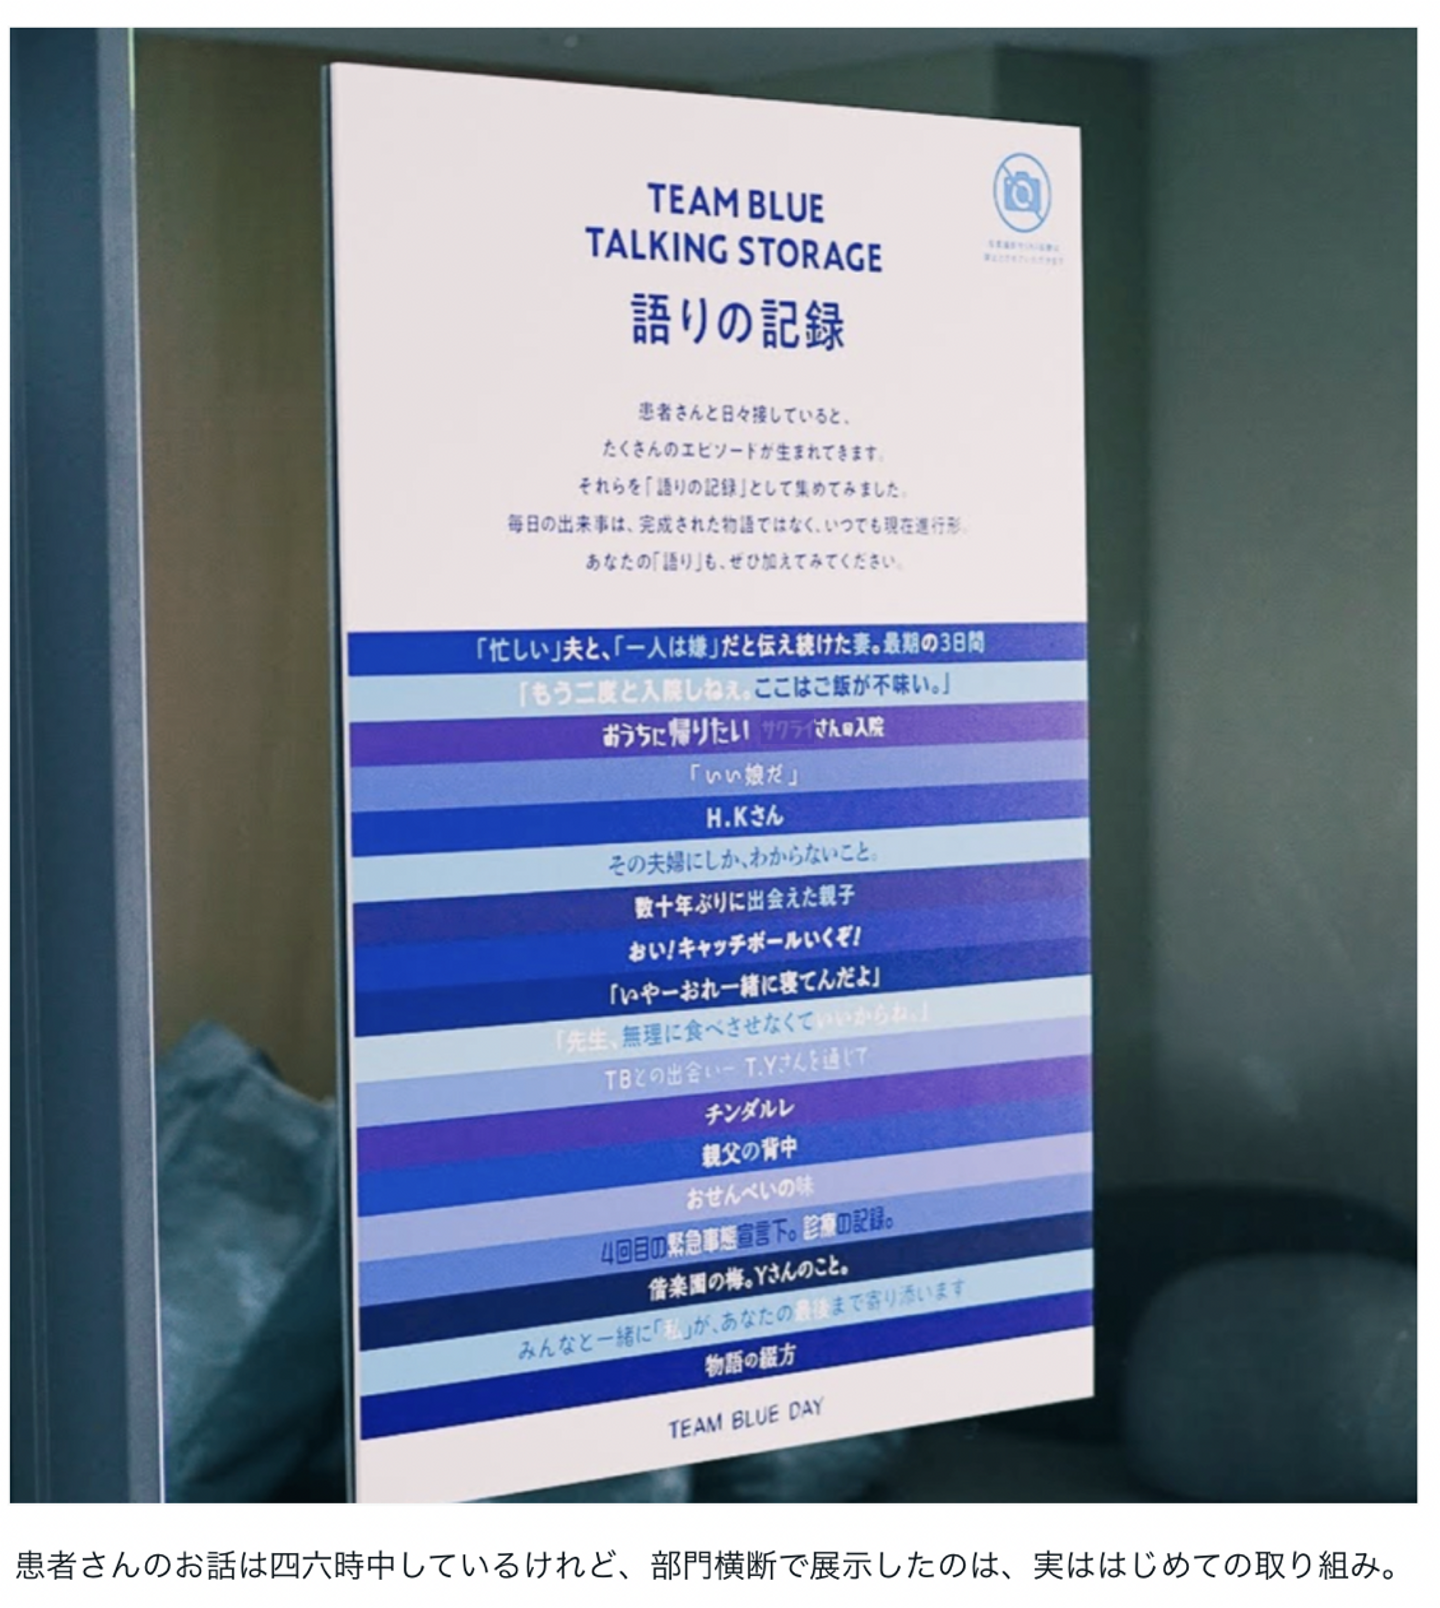 TEAM BLUE
TALKING STORAGE
語りの記録
患者さんと日々接していると、
たくさんのエピソードが生まれてきます。
それらを「語りの記録」として集めてみました。
毎日の出来事は、完成された物語ではなく、いつでも現在進行形。
あなたの「語り」も、ぜひ加えてみてください。
「忙しい」夫と、「一人は嫌」だと伝え続けた妻。最期の3日間
「もう二度と入院しねぇ。ここはご飯が不味い。」
おうちに帰りたい サクライさんの入院
「いい娘だ」
H.Kさん
その夫婦にしか、わからないこと。
数十年ぶりに出会えた親子
おい!キャッチボールいくぞ!
「いやーおれ一緒に寝てんだよ」
「先生、無理に食べさせなくていいからね。」
TBとの出会い－ T.Yさんを通じて
チンダルレ
親父の背中
おせんべいの味
4回目の緊急事態宣言下。診療の記録。
偕楽園の梅。Yさんのこと。
みんなと一緒に「私」が、あなたの最後まで寄り添います
物語の綴方
TEAM BLUE DAY
患者さんのお話は四六時中しているけれど、部門横断で展示したのは、実ははじめての取り組み。